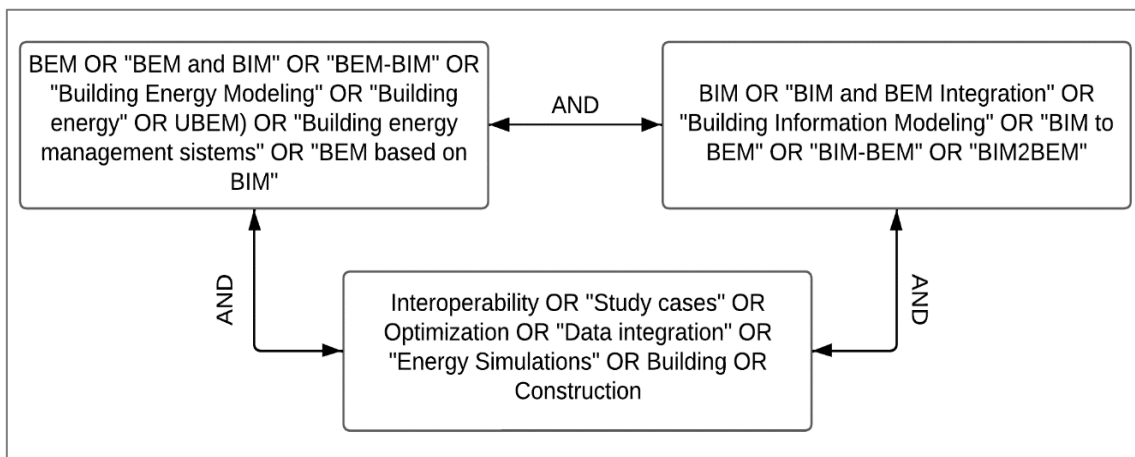 BEM OR "BEM and BIM" OR "BEM-BIM" OR
"Building Energy Modeling" OR "Building
energy" OR UBEM) OR "Building energy
management sistems" OR "BEM based on
BIM"
AND
BIM OR "BIM and BEM Integration" OR
"Building Information Modeling" OR "BIM to
BEM" OR "BIM-BEM" OR "BIM2BEM"
AND
AND
Interoperability OR "Study cases" OR
Optimization OR "Data integration" OR
"Energy Simulations" OR Building OR
Construction